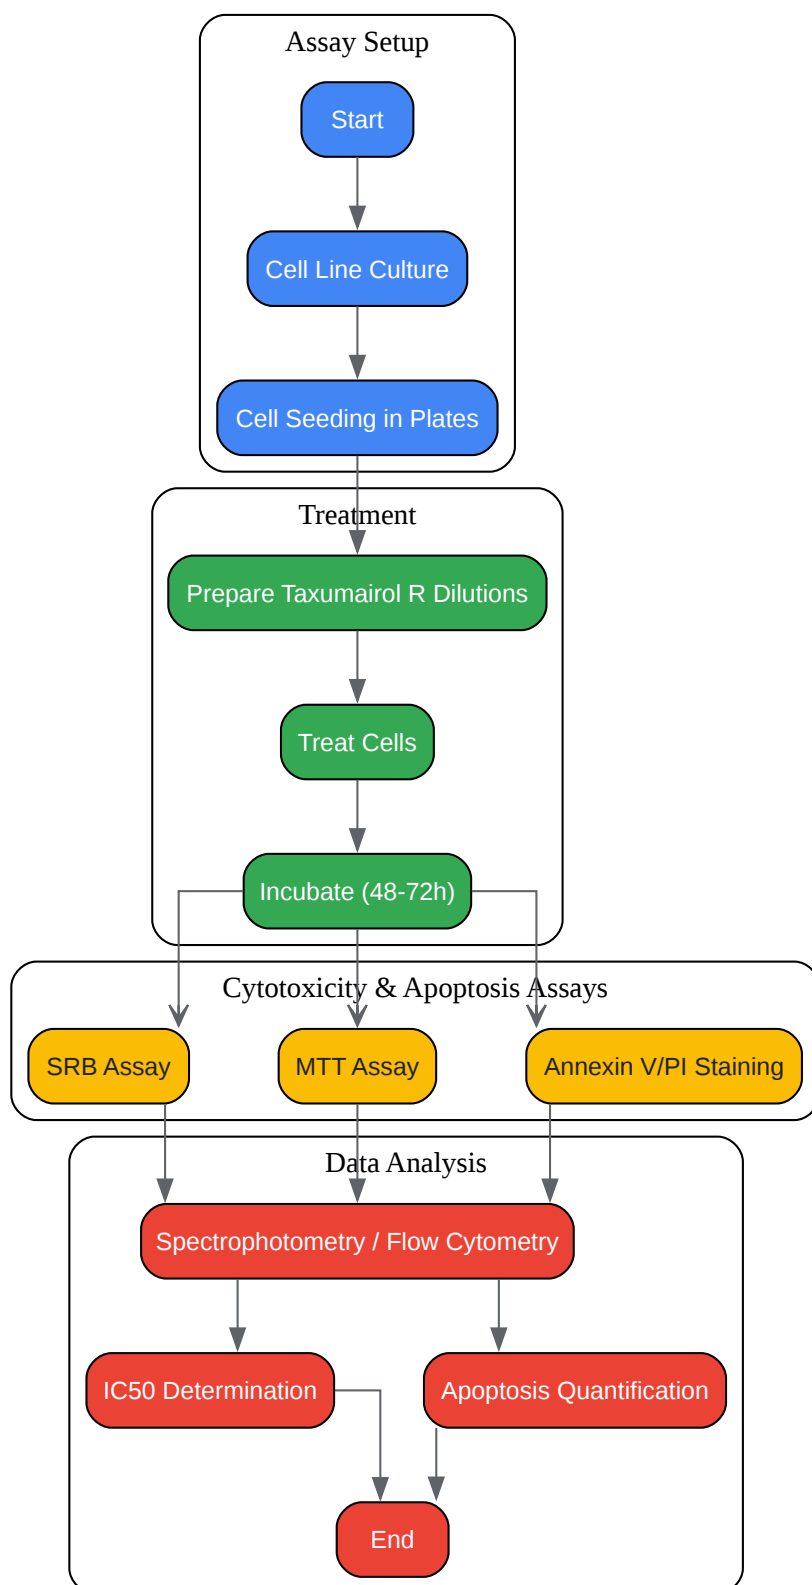 Assay Setup
Start
Cell Line Culture
Cell Seeding in Plates
Treatment
Prepare Taxumairol R Dilutions
Treat Cells
Incubate (48-72h)
Cytotoxicity & Apoptosis Assays
SRB Assay
MTT Assay
Annexin V/PI Staining
Data Analysis
Spectrophotometry / Flow Cytometry
IC50 Determination
Apoptosis Quantification
End